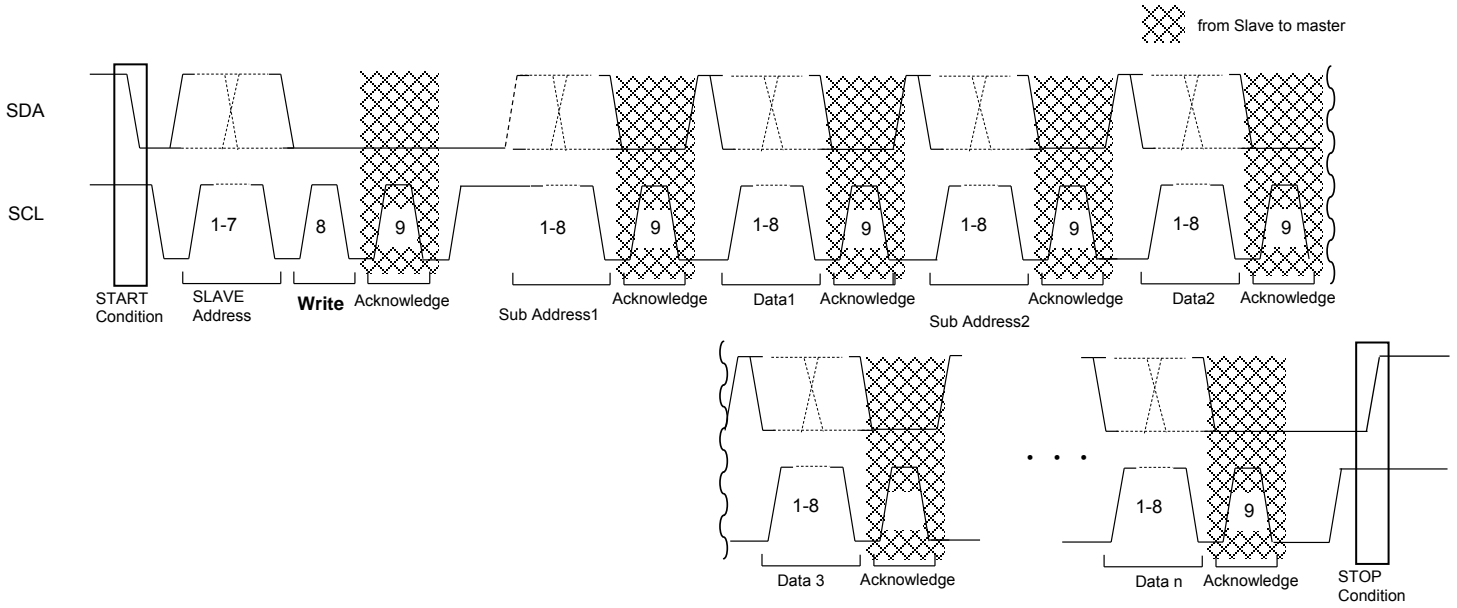 from Slave to master
SDA
SCL
1-7
8
9
1-8
9
1-8
9
1-8
9
1-8
9
START
Condition
SLAVE
Address
Write
Acknowledge
Sub Address1
Acknowledge
Data1
Acknowledge
Sub Address2
Acknowledge
Data2
Acknowledge
. . .
1-8
1-8
9
Data 3
Acknowledge
Data n
Acknowledge
STOP
Condition